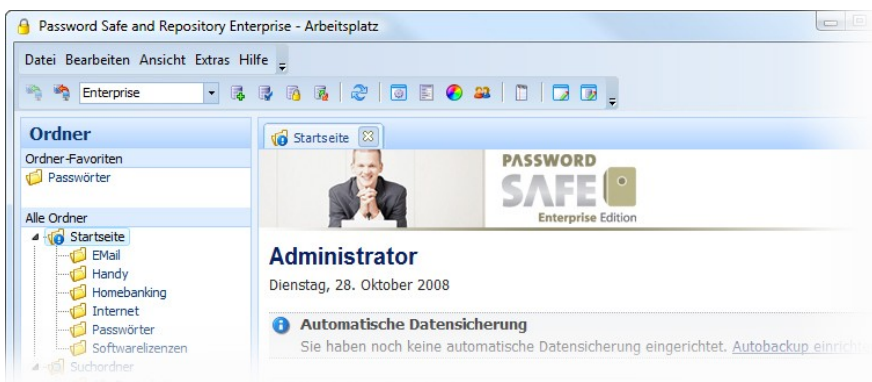 Password Safe and Repository Enterprise - Arbeitsplatz
Datei Bearbeiten Ansicht Extras Hilfe
Enterprise
Ordner
Ordner-Favoriten
Passwörter
Alle Ordner
Startseite
EMail
Handy
Homebanking
Internet
Passwörter
Softwarelizenzen
Suchordner
Startseite
PASSWORD
SAFE
Enterprise Edition
Administrator
Dienstag, 28. Oktober 2008
Automatische Datensicherung
Sie haben noch keine automatische Datensicherung eingerichtet. Autobackup einrichten